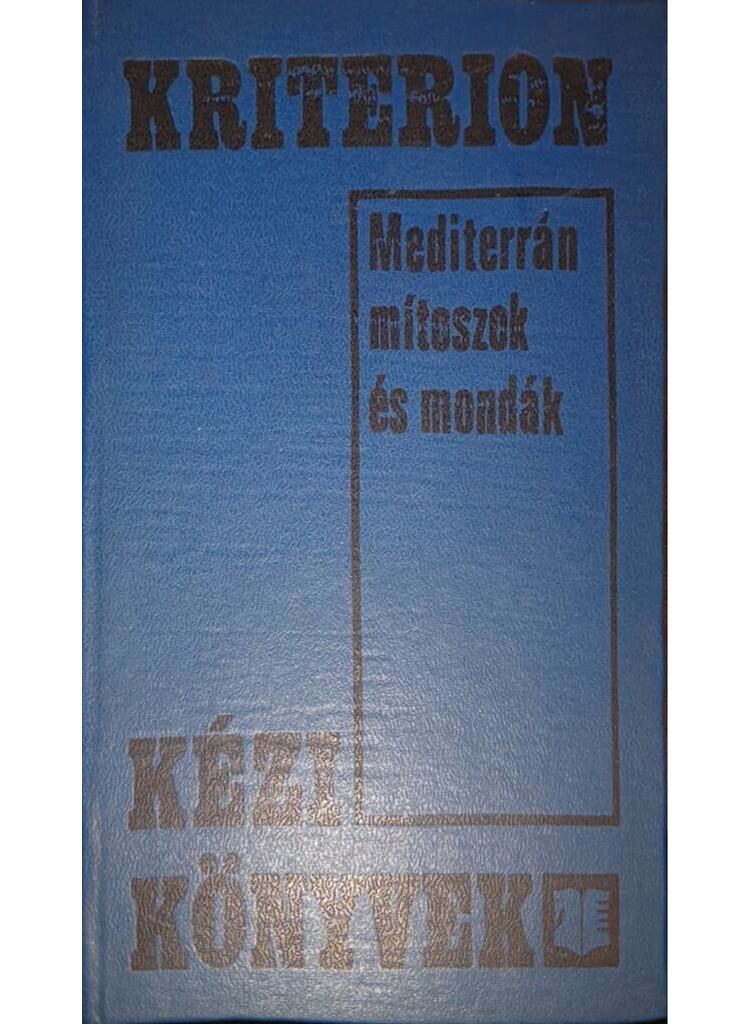 KRITERION
Mediterrán
mítoszok
és mondák
KÉZI
KÖNYVEK